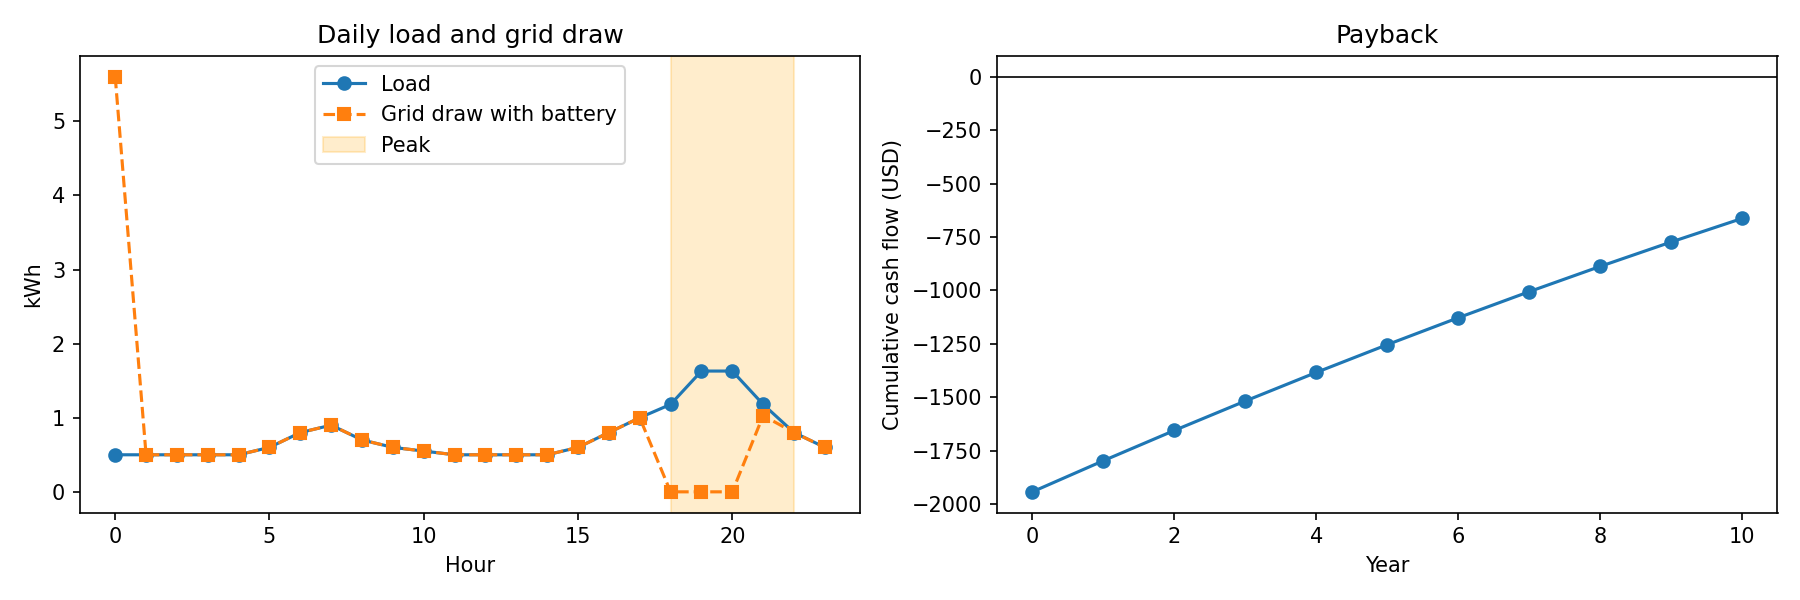 Daily load and grid draw
Load
Grid draw with battery
Peak
kWh
5
4
3
2
1
0
0 5 10 15 20
Hour
Payback
Cumulative cash flow (USD)
0
−250
−500
−750
−1000
−1250
−1500
−1750
−2000
0 2 4 6 8 10
Year